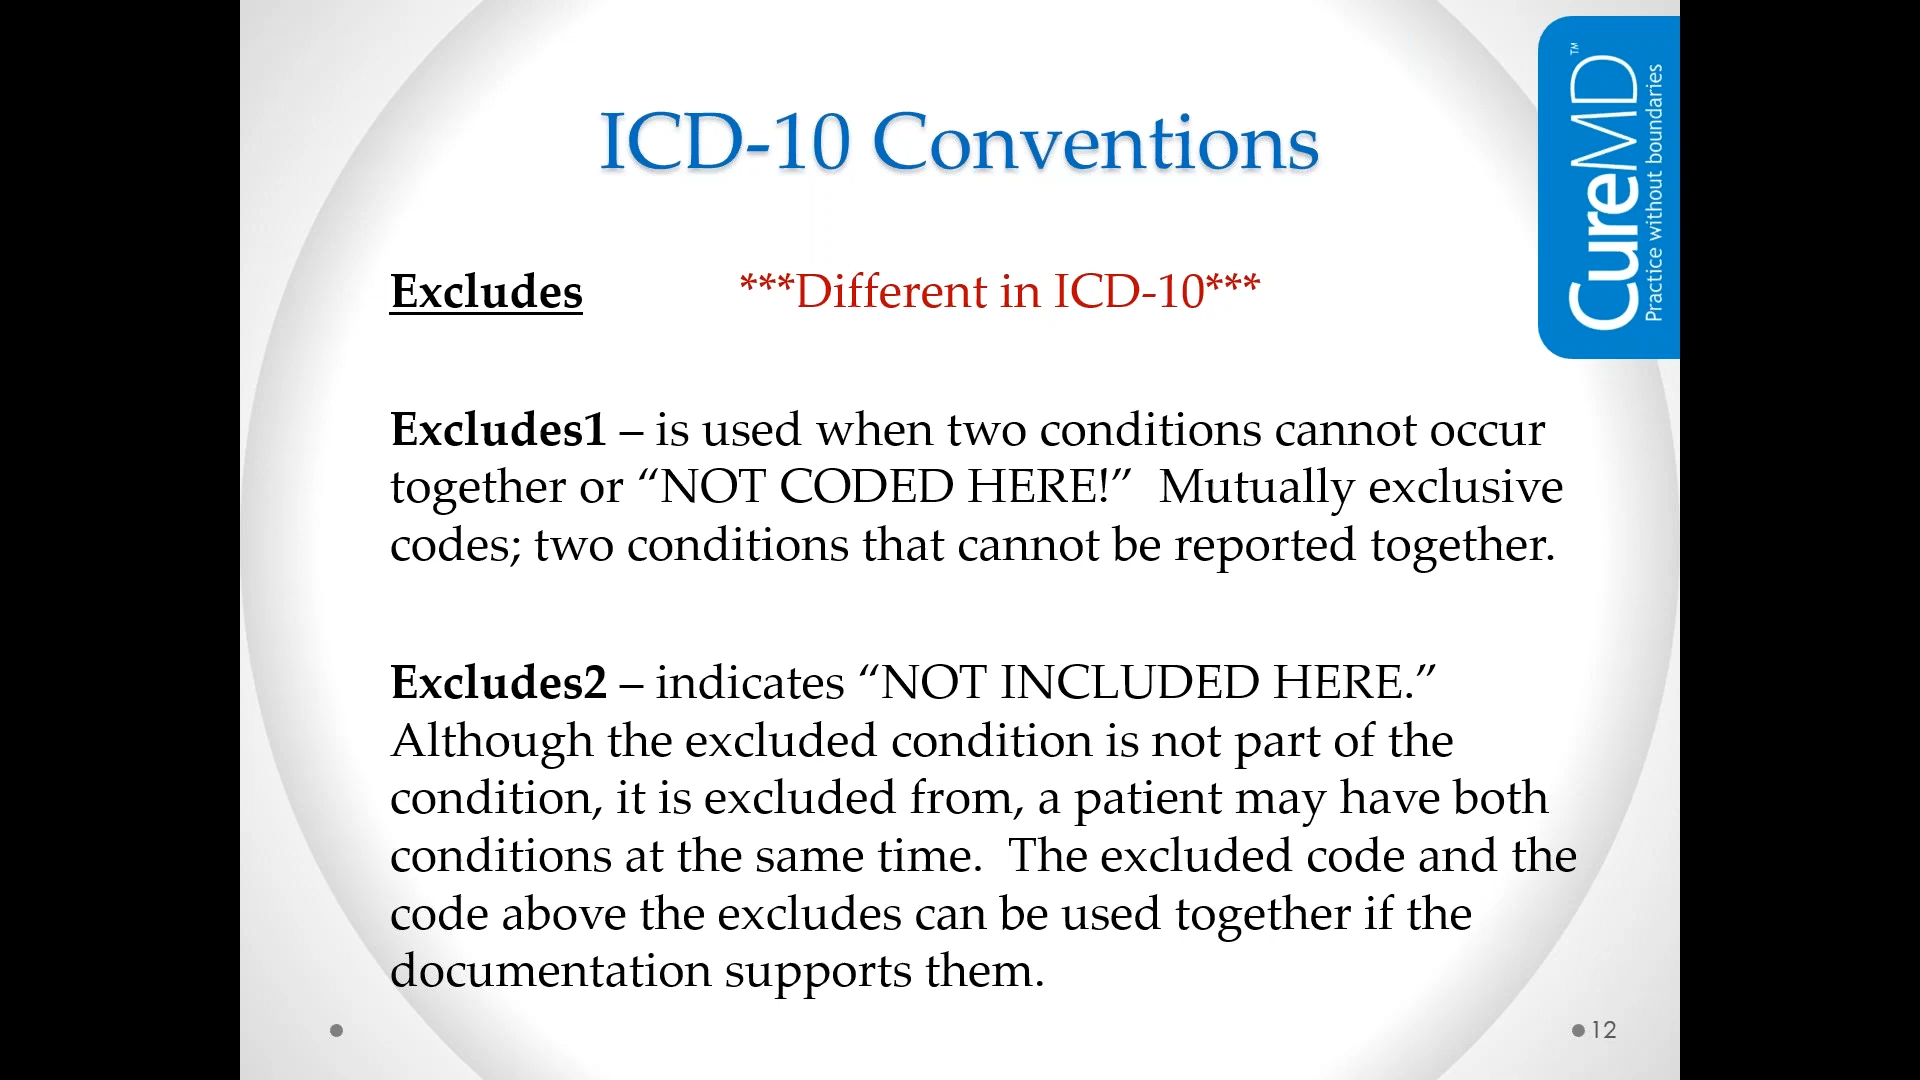 ICD-10 Conventions
Excludes ***Different in ICD-10***
Excludes1 – is used when two conditions cannot occur
together or “NOT CODED HERE!” Mutually exclusive
codes; two conditions that cannot be reported together.
Excludes2 – indicates “NOT INCLUDED HERE.”
Although the excluded condition is not part of the
condition, it is excluded from, a patient may have both
conditions at the same time. The excluded code and the
code above the excludes can be used together if the
documentation supports them.
12
CureMD™
Practice without boundaries